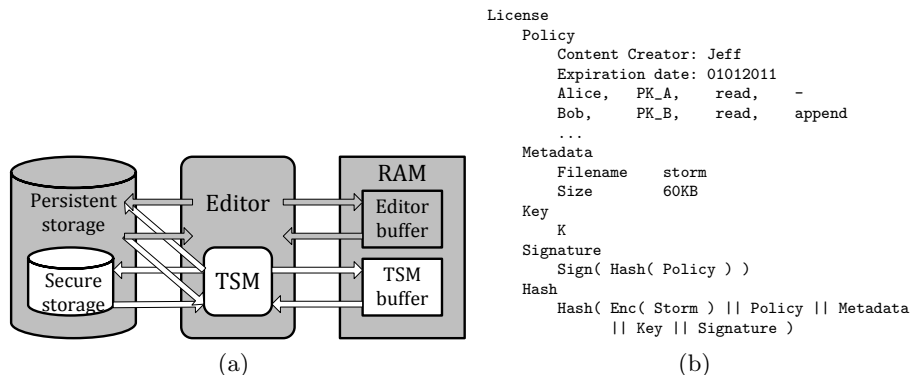 Persistent
storage
Secure
storage
Editor
TSM
RAM
Editor
buffer
TSM
buffer
(a)
License
Policy
Content Creator: Jeff
Expiration date: 01012011
Alice, PK_A, read, -
Bob, PK_B, read, append
...
Metadata
Filename storm
Size 60KB
Key
K
Signature
Sign( Hash( Policy ) )
Hash
Hash( Enc( Storm ) || Policy || Metadata
|| Key || Signature )
(b)